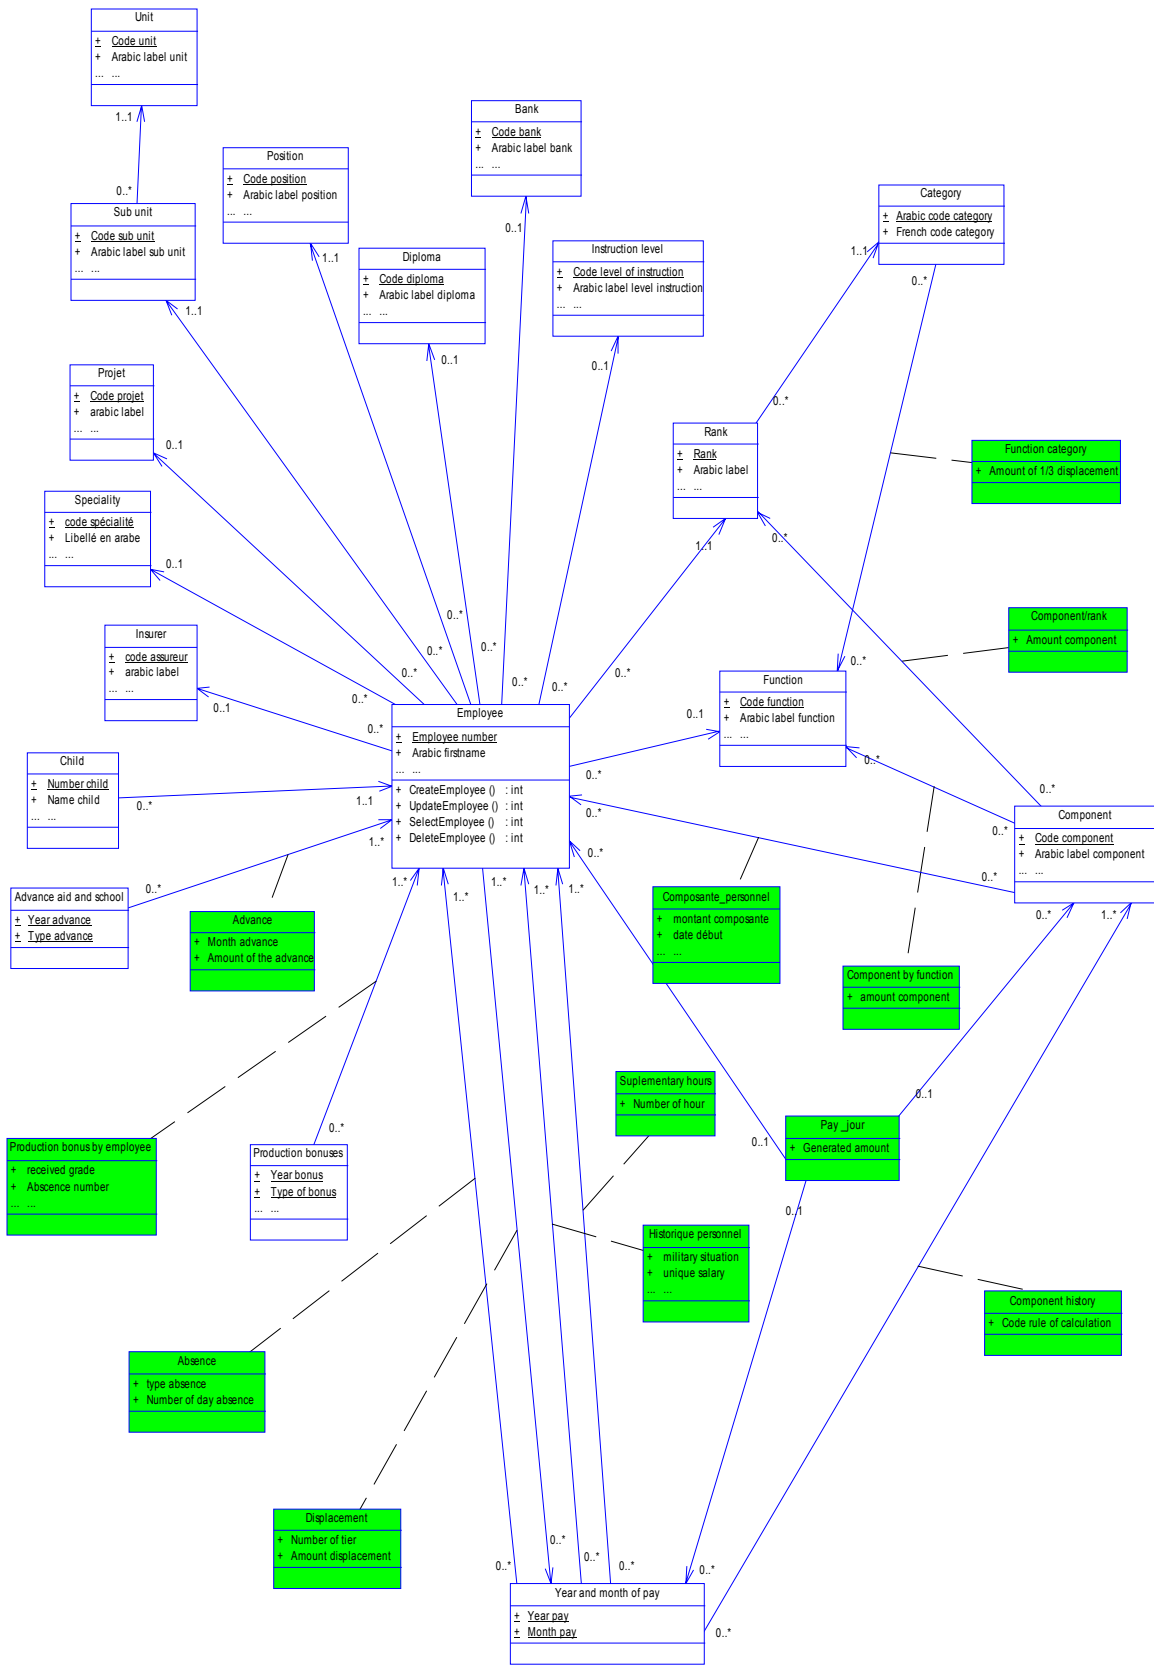 Unit
+ Code unit
+ Arabic label unit
... ...
1..1
0..*
Sub unit
+ Code sub unit
+ Arabic label sub unit
... ...
1..1
Position
+ Code position
+ Arabic label position
... ...
1..1
Diploma
+ Code diploma
+ Arabic label diploma
... ...
0..1
Bank
+ Code bank
+ Arabic label bank
... ...
0..1
Instruction level
+ Code level of instruction
+ Arabic label level instruction
... ...
0..1
Category
+ Arabic code category
+ French code category
1..1
0..*
Projet
+ Code projet
+ arabic label
... ...
0..1
Rank
+ Rank
+ Arabic label
... ...
0..*
1..1
0..*
Function category
+ Amount of 1/3 displacement
Speciality
+ code spécialité
+ Libellé en arabe
... ...
0..1
Insurer
+ code assureur
+ arabic label
... ...
0..1
Component/rank
+ Amount component
Function
+ Code function
+ Arabic label function
... ...
0..*
0..1
0..*
Employee
+ Employee number
+ Arabic firstname
... ...
+ CreateEmployee () : int
+ UpdateEmployee () : int
+ SelectEmployee () : int
+ DeleteEmployee () : int
0..*
0..*
0..*
0..*
0..*
0..*
0..*
0..*
0..*
0..*
0..*
0..*
1..1
1..*
1..*
1..*
1..*
1..*
1..*
Child
+ Number child
+ Name child
... ...
0..*
Component
+ Code component
+ Arabic label component
... ...
0..*
0..*
0..*
0..*
1..*
Advance aid and school
+ Year advance
+ Type advance
0..*
Advance
+ Month advance
+ Amount of the advance
Composante_personnel
+ montant composante
+ date début
... ...
Component by function
+ amount component
Suplementary hours
+ Number of hour
Pay _jour
+ Generated amount
0..1
0..1
0..1
Production bonus by employee
+ received grade
+ Abscence number
... ...
Production bonuses
+ Year bonus
+ Type of bonus
... ...
0..*
Historique personnel
+ military situation
+ unique salary
... ...
Component history
+ Code rule of calculation
Absence
+ type absence
+ Number of day absence
Displacement
+ Number of tier
+ Amount displacement
0..*
0..*
0..*
0..*
0..*
0..*
Year and month of pay
+ Year pay
+ Month pay